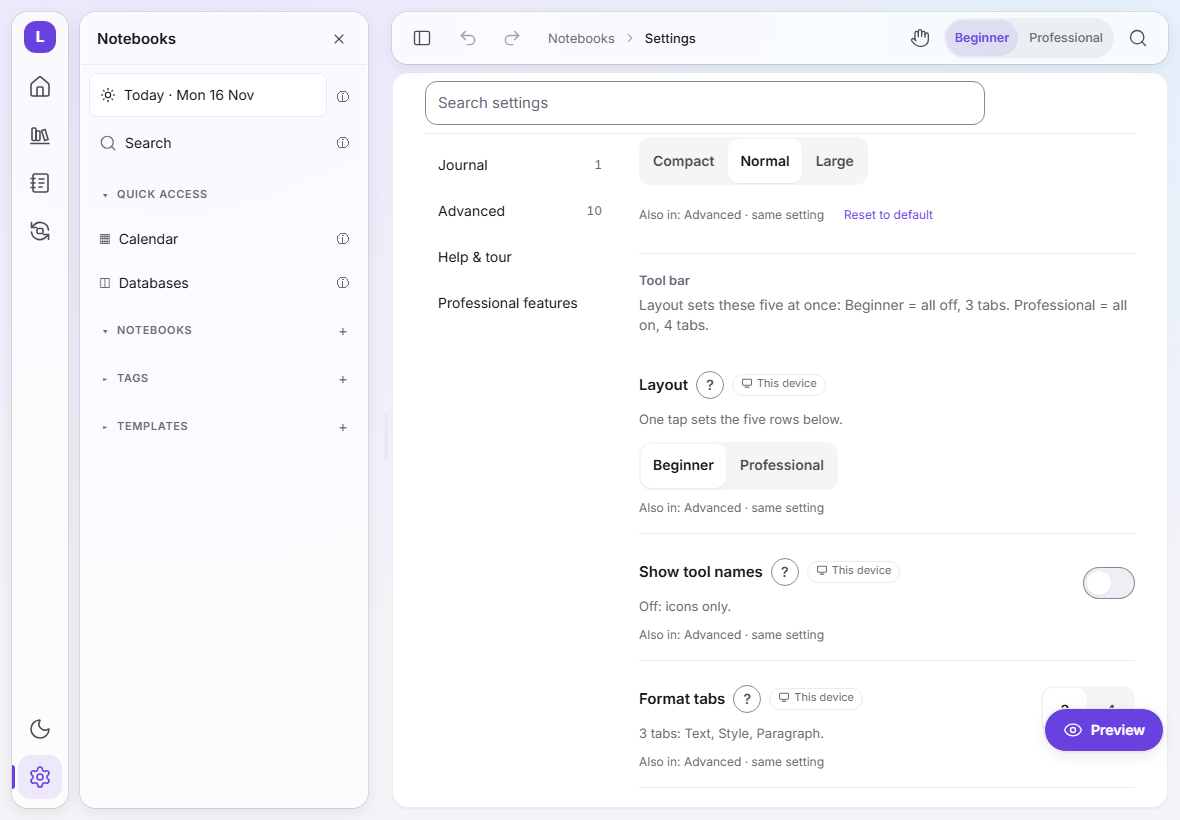 L
Notebooks
Today · Mon 16 Nov
Search
QUICK ACCESS
Calendar
Databases
NOTEBOOKS
TAGS
TEMPLATES
Notebooks
Settings
Beginner
Professional
Search settings
Journal 1
Advanced 10
Help & tour
Professional features
Compact
Normal
Large
Also in: Advanced · same setting
Reset to default
Tool bar
Layout sets these five at once: Beginner = all off, 3 tabs. Professional = all
on, 4 tabs.
Layout ? This device
One tap sets the five rows below.
Beginner
Professional
Also in: Advanced · same setting
Show tool names ? This device
Off: icons only.
Also in: Advanced · same setting
Format tabs ? This device
3 tabs: Text, Style, Paragraph.
Also in: Advanced · same setting
Preview